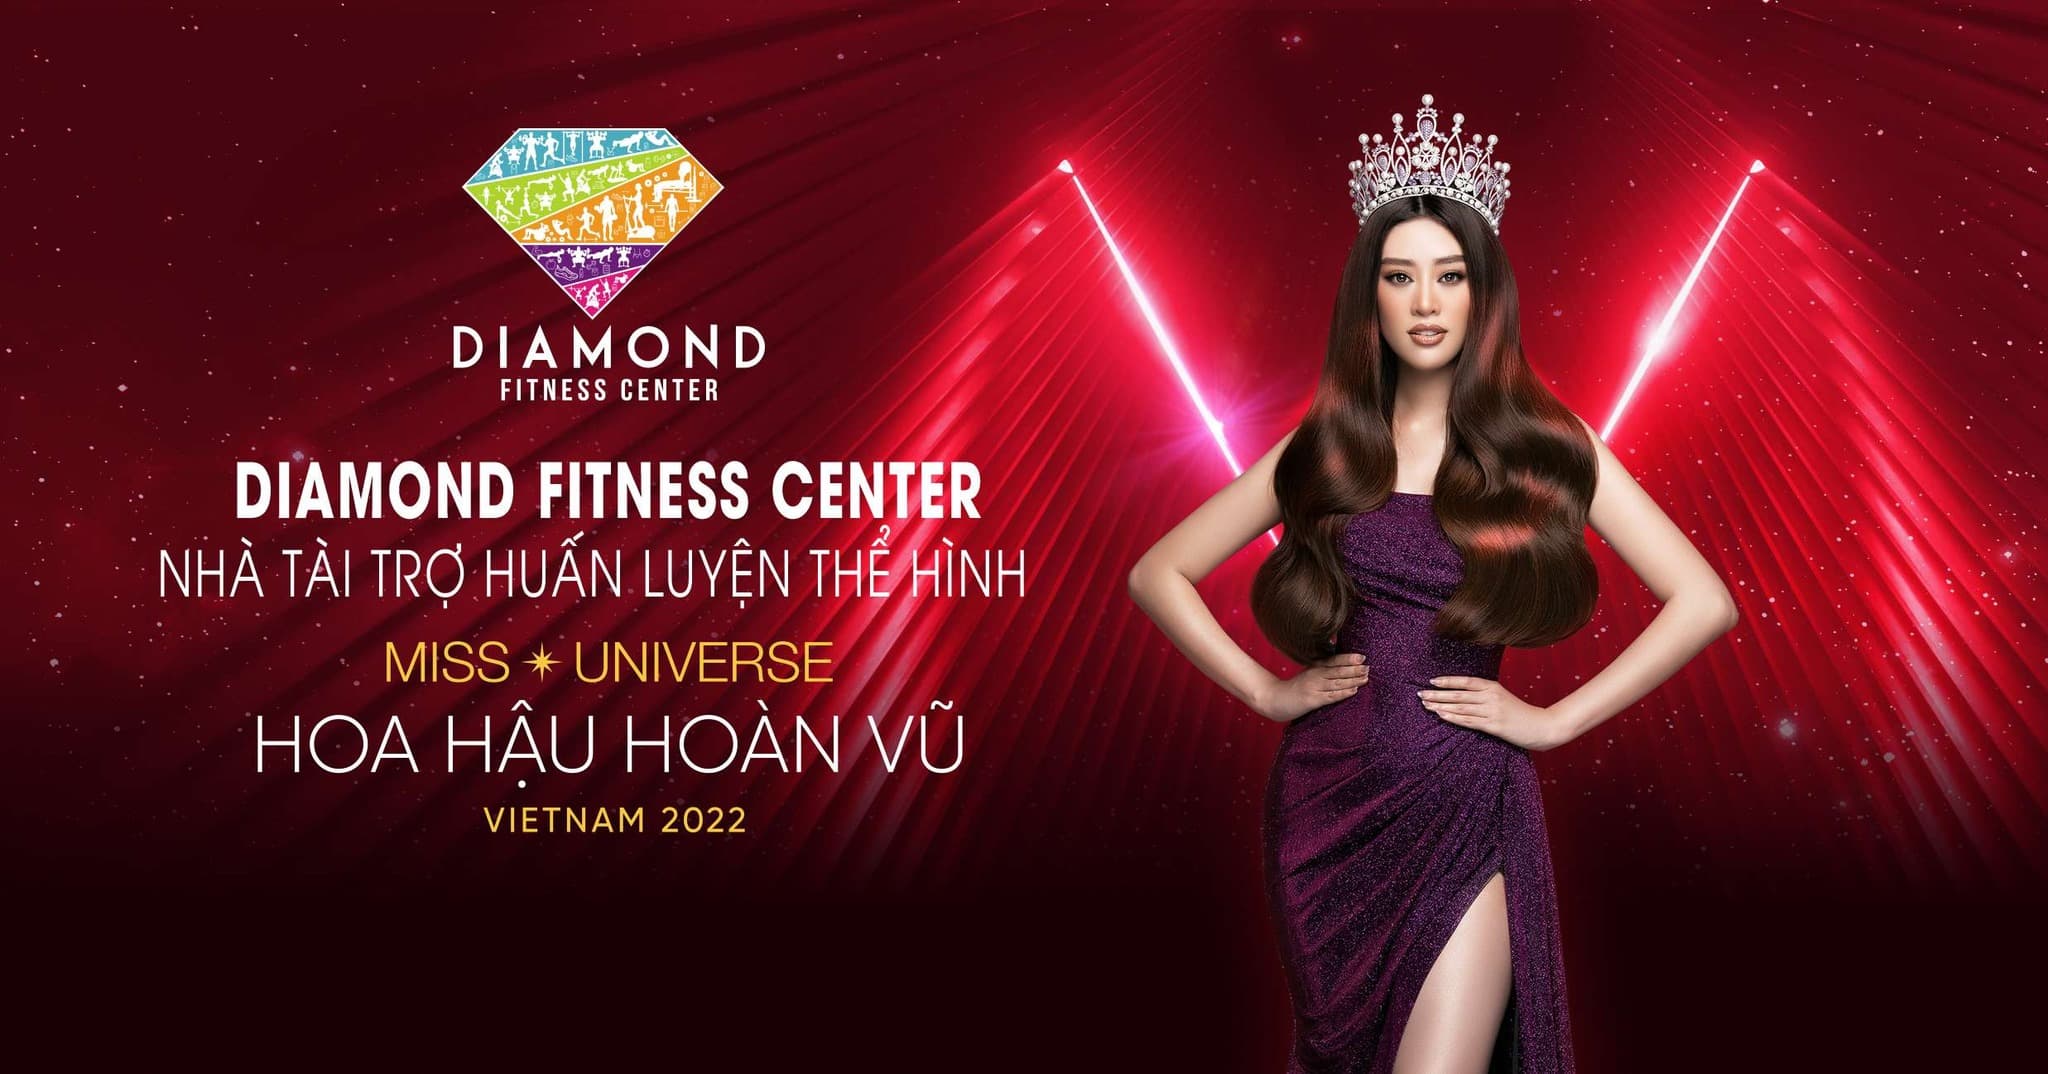 DIAMOND
FITNESS CENTER
DIAMOND FITNESS CENTER
NHÀ TÀI TRỢ HUẤN LUYỆN THỂ HÌNH
MISS UNIVERSE
HOA HẬU HOÀN VŨ
VIETNAM 2022